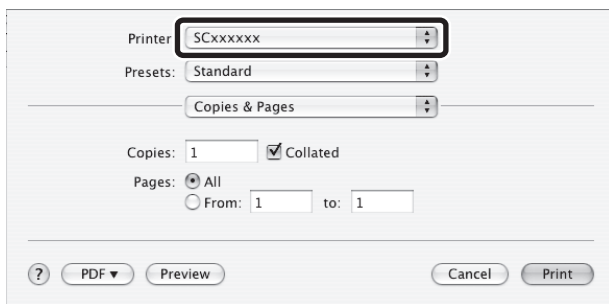 Printer SCxxxxxx
Presets: Standard
Copies & Pages
Copies: 1 Collated
Pages: All
From: 1 to: 1
? PDF Preview Cancel Print